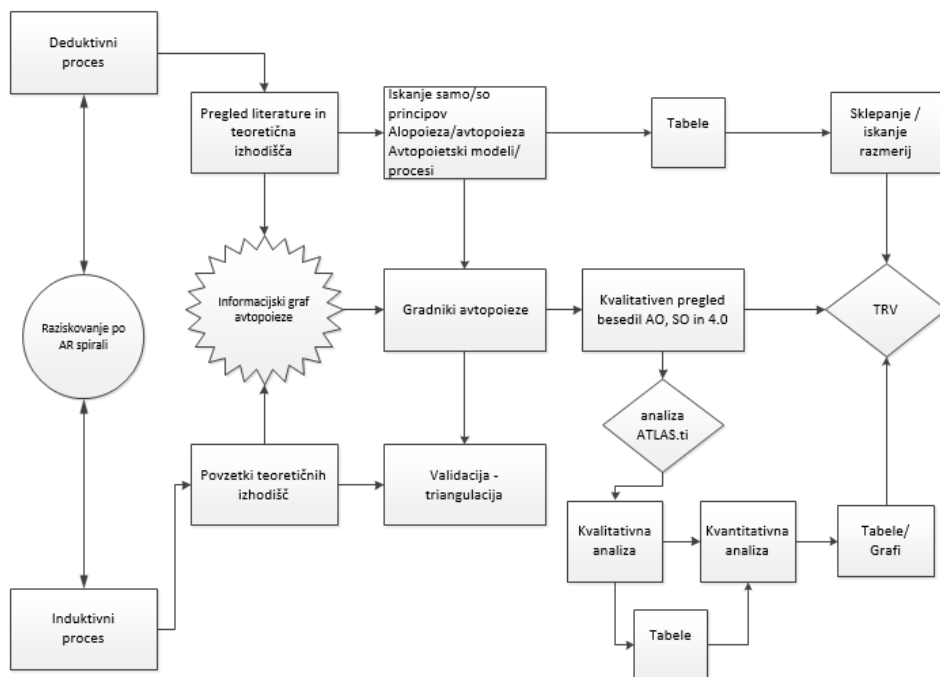 Deduktivni
proces
Pregled literature in
teoretična
izhodišča
Iskanje samo/so
principov
Alopoieza/avtopoieza
Avtopoietski modeli/
procesi
Tabele
Sklepanje /
iskanje
razmerij
Raziskovanje po
AR spirali
Informacijski graf
avtopoieze
Gradniki avtopoieze
Kvalitativen pregled
besedil AO, SO in 4.0
TRV
analiza
ATLAS.ti
Povzetki teoretičnih
izhodišč
Validacija -
triangulacija
Kvalitativna
analiza
Kvantitativna
analiza
Tabele/
Grafi
Induktivni
proces
Tabele